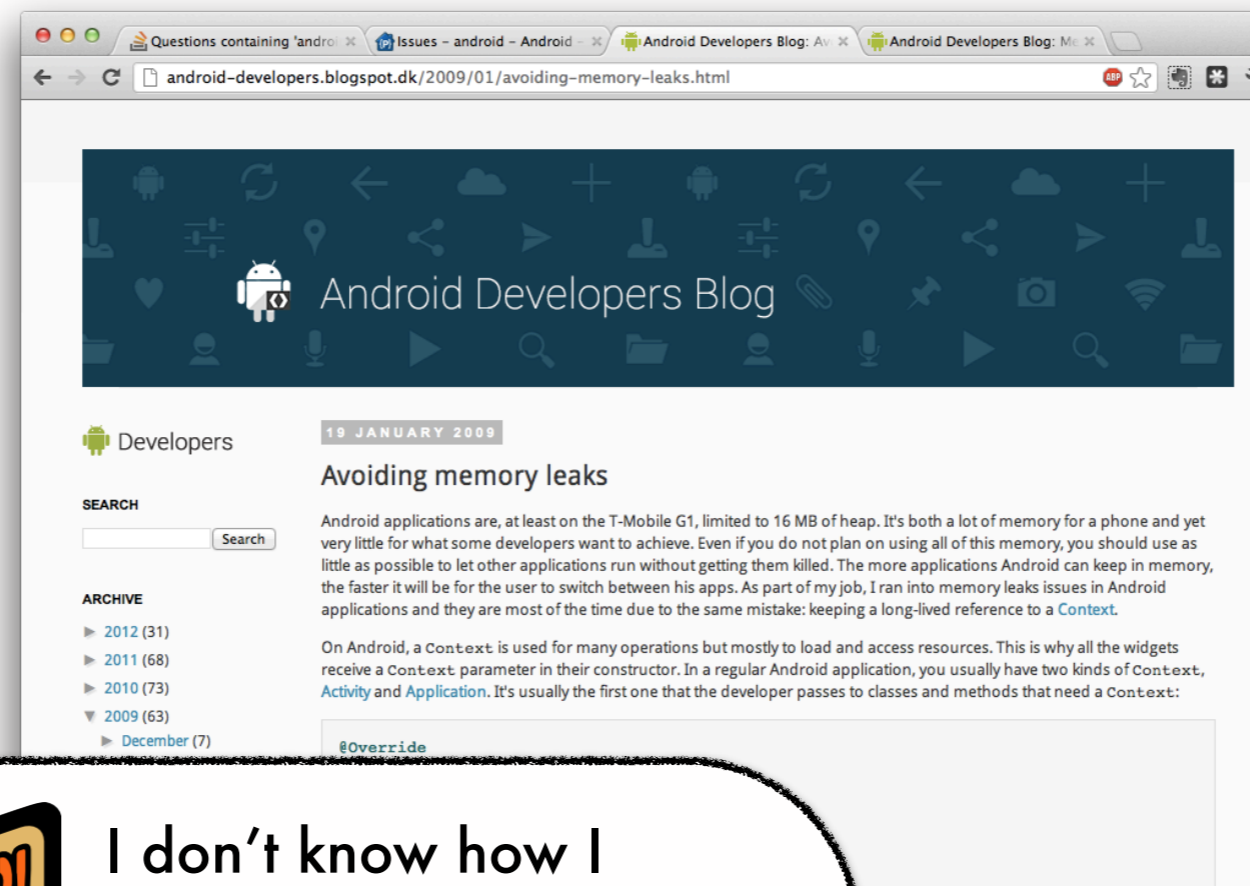 Questions containing 'androi
Issues – android – Android –
Android Developers Blog: Av
Android Developers Blog: Me
android-developers.blogspot.dk/2009/01/avoiding-memory-leaks.html
ABP
Android Developers Blog
Developers
19 JANUARY 2009
Avoiding memory leaks
SEARCH
Search
Android applications are, at least on the T-Mobile G1, limited to 16 MB of heap. It's both a lot of memory for a phone and yet
very little for what some developers want to achieve. Even if you do not plan on using all of this memory, you should use as
little as possible to let other applications run without getting them killed. The more applications Android can keep in memory,
the faster it will be for the user to switch between his apps. As part of my job, I ran into memory leaks issues in Android
applications and they are most of the time due to the same mistake: keeping a long-lived reference to a Context.
ARCHIVE
► 2012 (31)
► 2011 (68)
► 2010 (73)
▼ 2009 (63)
► December (7)
On Android, a Context is used for many operations but mostly to load and access resources. This is why all the widgets
receive a Context parameter in their constructor. In a regular Android application, you usually have two kinds of Context,
Activity and Application. It's usually the first one that the developer passes to classes and methods that need a Context:
@Override
I don't know how I